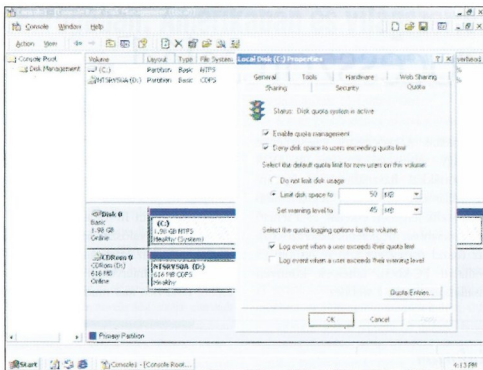 Console Window Help
Action View
Console Root
Disk Management
Volume Layout Type File System
(C:) Partition Basic NTFS
Partition Basic CDFS
Local Disk (C:) Properties
General Tools Hardware Web Sharing
Sharing Security Quota
Status: Disk quota system is active
Enable quota management
Deny disk space to users exceeding quota limit
Select the default quota limit for new users on this volume:
Do not limit disk usage
Limit disk space to 50
Set warning level to 45
Select the quota logging options for this volume:
Log event when a user exceeds their quota limit
Log event when a user exceeds their warning level
Quota Entries...
OK Cancel
Disk 0
Basic
1.98 GB
Online
(C:)
1.98 GB NTFS
Healthy (System)
CDRom 0
CDRom (D:)
616 MB
Online
(D:)
616 MB CDFS
Healthy
Primary Partition
Start
Console1 - [Console Root...
4:13 PM